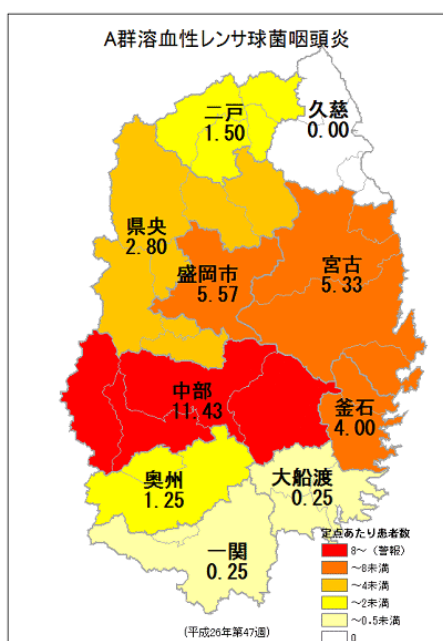 A群溶血性レンサ球菌咽頭炎
二戸
1.50
久慈
0.00
県央
2.80
盛岡市
5.57
宮古
5.33
中部
11.43
釜石
4.00
奥州
1.25
大船渡
0.25
一関
0.25
定点あたり患者数
8～（警報）
～8未満
～4未満
～2未満
～0.5未満
0
(平成26年第47週)